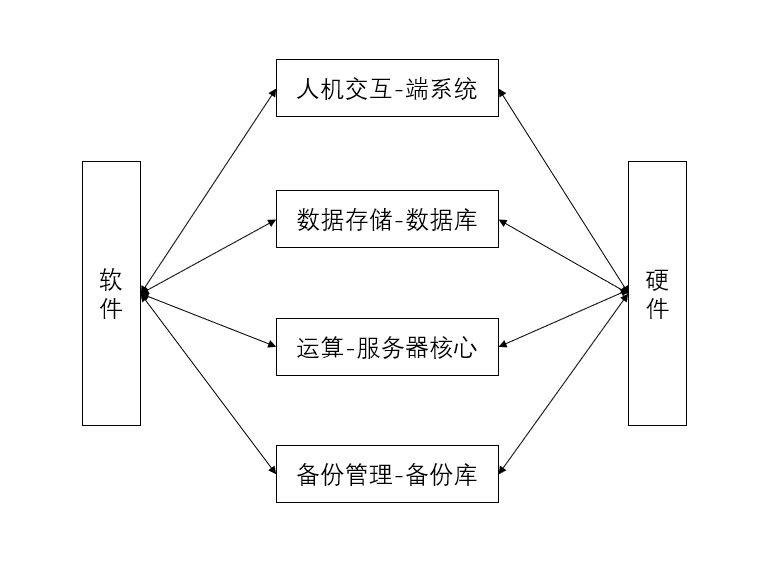 人机交互-端系统
数据存储-数据库
软
件
硬
件
运算-服务器核心
备份管理-备份库